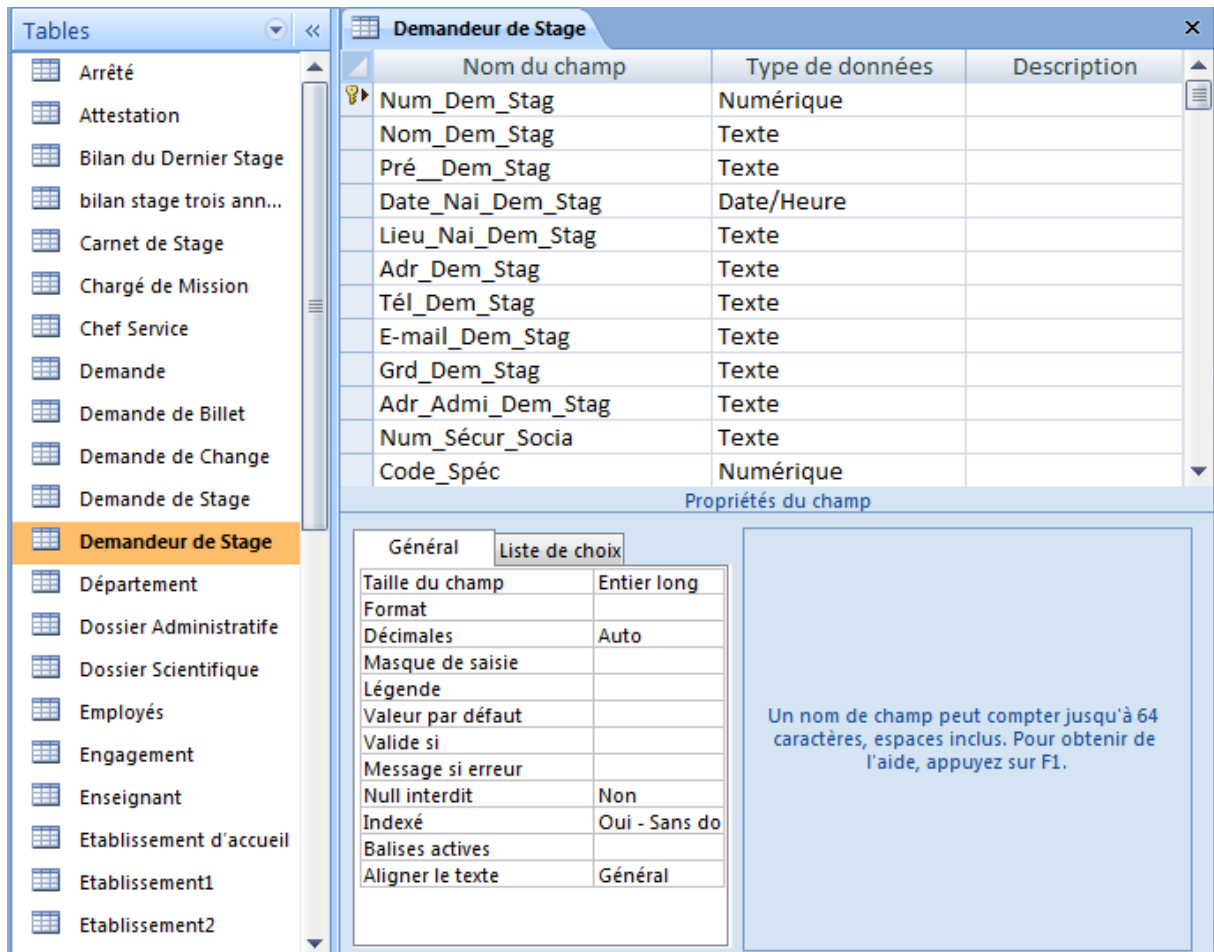 Tables
Arrêté
Attestation
Bilan du Dernier Stage
bilan stage trois ann...
Carnet de Stage
Chargé de Mission
Chef Service
Demande
Demande de Billet
Demande de Change
Demande de Stage
Demandeur de Stage
Département
Dossier Administratife
Dossier Scientifique
Employés
Engagement
Enseignant
Etablissement d'accueil
Etablissement1
Etablissement2
Demandeur de Stage
Nom du champ Type de données Description
Num_Dem_Stag Numérique
Nom_Dem_Stag Texte
Pré__Dem_Stag Texte
Date_Nai_Dem_Stag Date/Heure
Lieu_Nai_Dem_Stag Texte
Adr_Dem_Stag Texte
Tél_Dem_Stag Texte
E-mail_Dem_Stag Texte
Grd_Dem_Stag Texte
Adr_Admi_Dem_Stag Texte
Num_Sécur_Socia Texte
Code_Spéc Numérique
Propriétés du champ
Général Liste de choix
Taille du champ Entier long
Format
Décimales Auto
Masque de saisie
Légende
Valeur par défaut
Valide si
Message si erreur
Null interdit Non
Indexé Oui - Sans do
Balises actives
Aligner le texte Général
Un nom de champ peut compter jusqu'à 64
caractères, espaces inclus. Pour obtenir de
l'aide, appuyez sur F1.